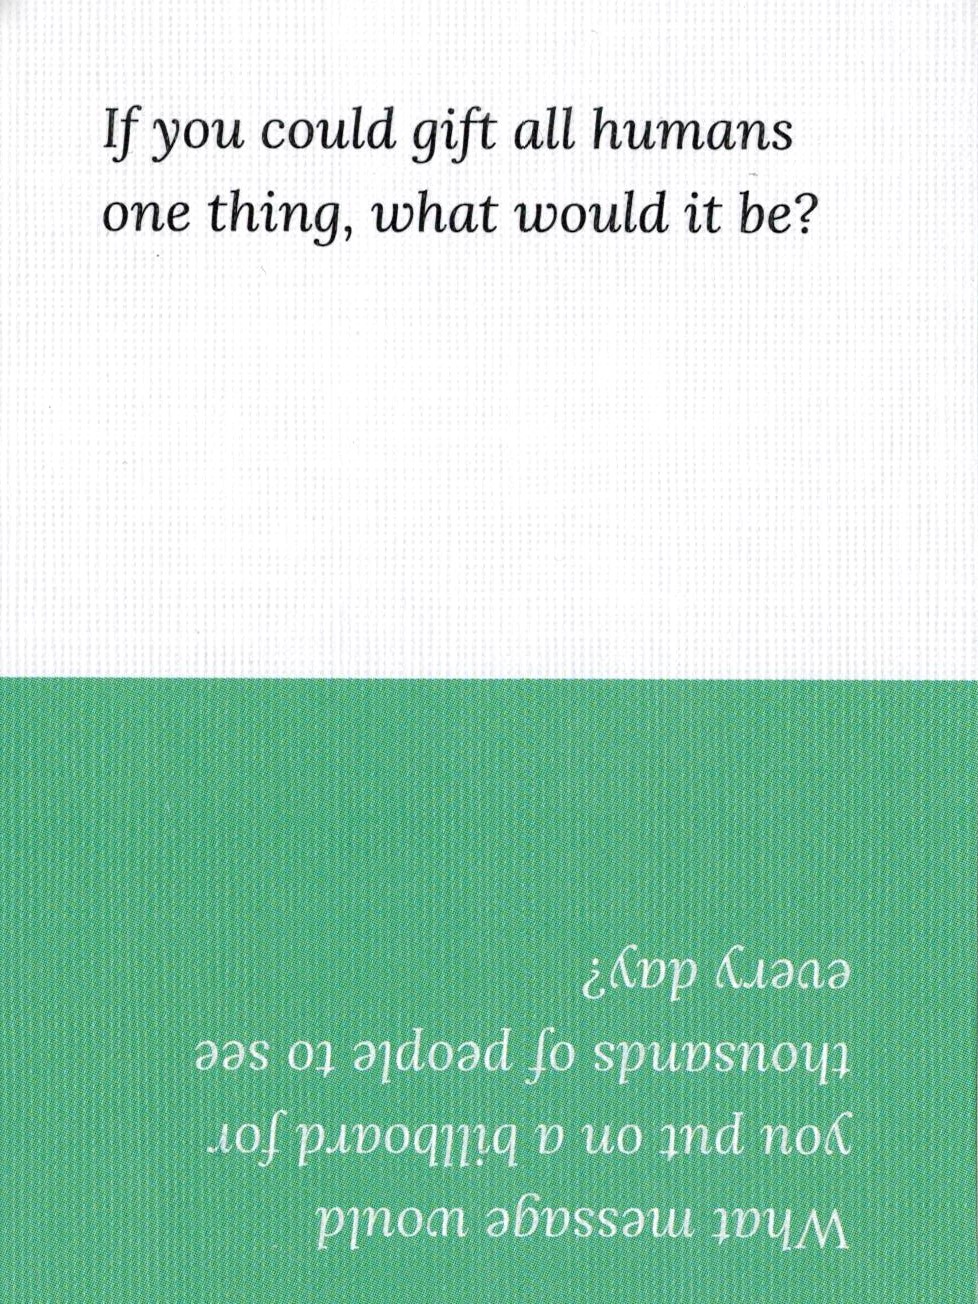 If you could gift all humans
one thing, what would it be?
What message would
you put on a billboard for
thousands of people to see
every day?